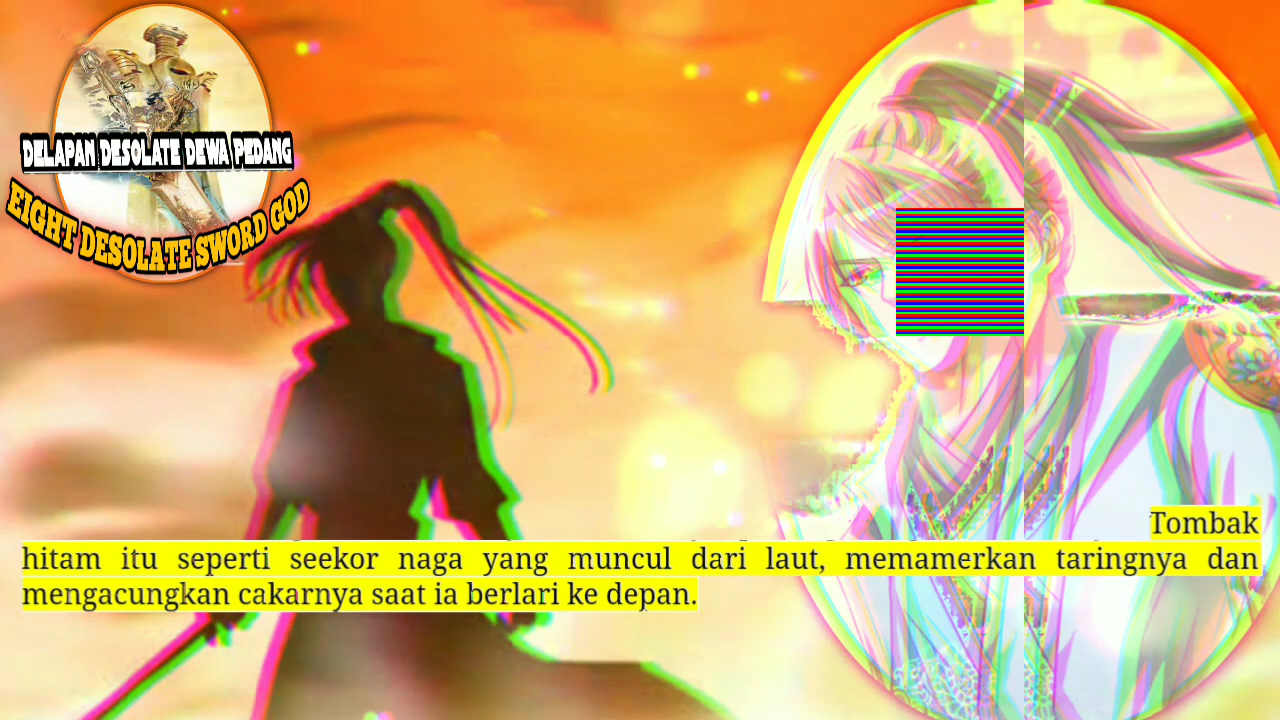 DELAPAN DESOLATE DEWA PEDANG
EIGHT DESOLATE SWORD GOD
Tombak
hitam itu seperti seekor naga yang muncul dari laut, memamerkan taringnya dan
mengacungkan cakarnya saat ia berlari ke depan.